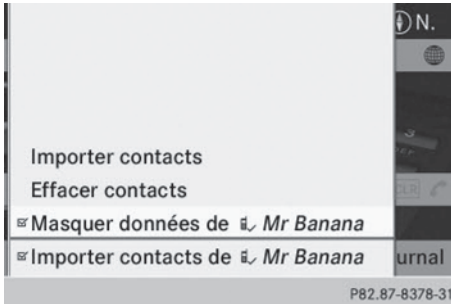 N.
Importer contacts
Effacer contacts
CLR
Masquer données de Mr Banana
Importer contacts de Mr Banana
urnal
P82.87-8378-31